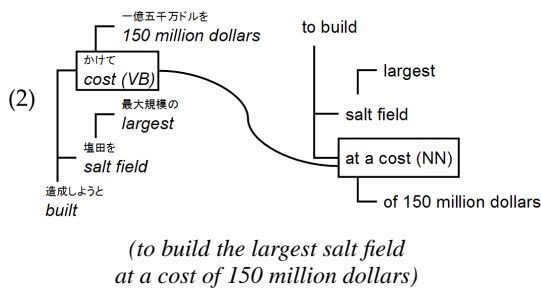 一億五千万ドルを
150 million dollars
かけて
cost (VB)
最大規模の
largest
塩田を
salt field
造成しようと
built
(2)
to build
largest
salt field
at a cost (NN)
of 150 million dollars
(to build the largest salt field
at a cost of 150 million dollars)